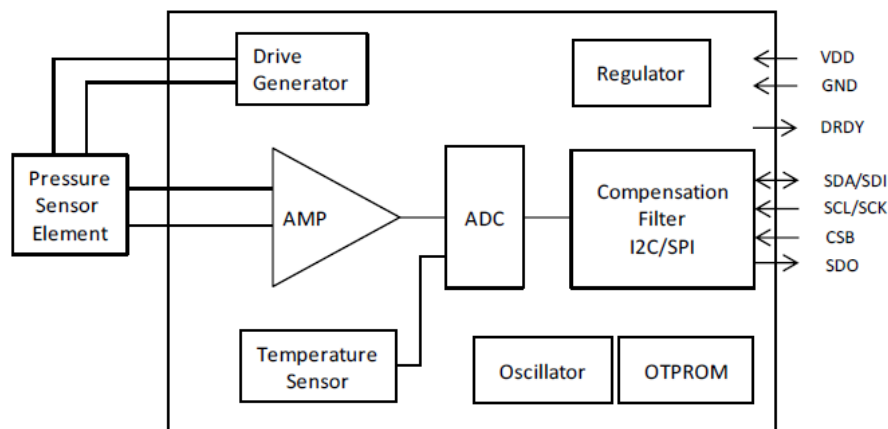 Drive
Generator
Regulator
VDD
GND
DRDY
Pressure
Sensor
Element
AMP
ADC
Compensation
Filter
I2C/SPI
SDA/SDI
SCL/SCK
CSB
SDO
Temperature
Sensor
Oscillator
OTPROM